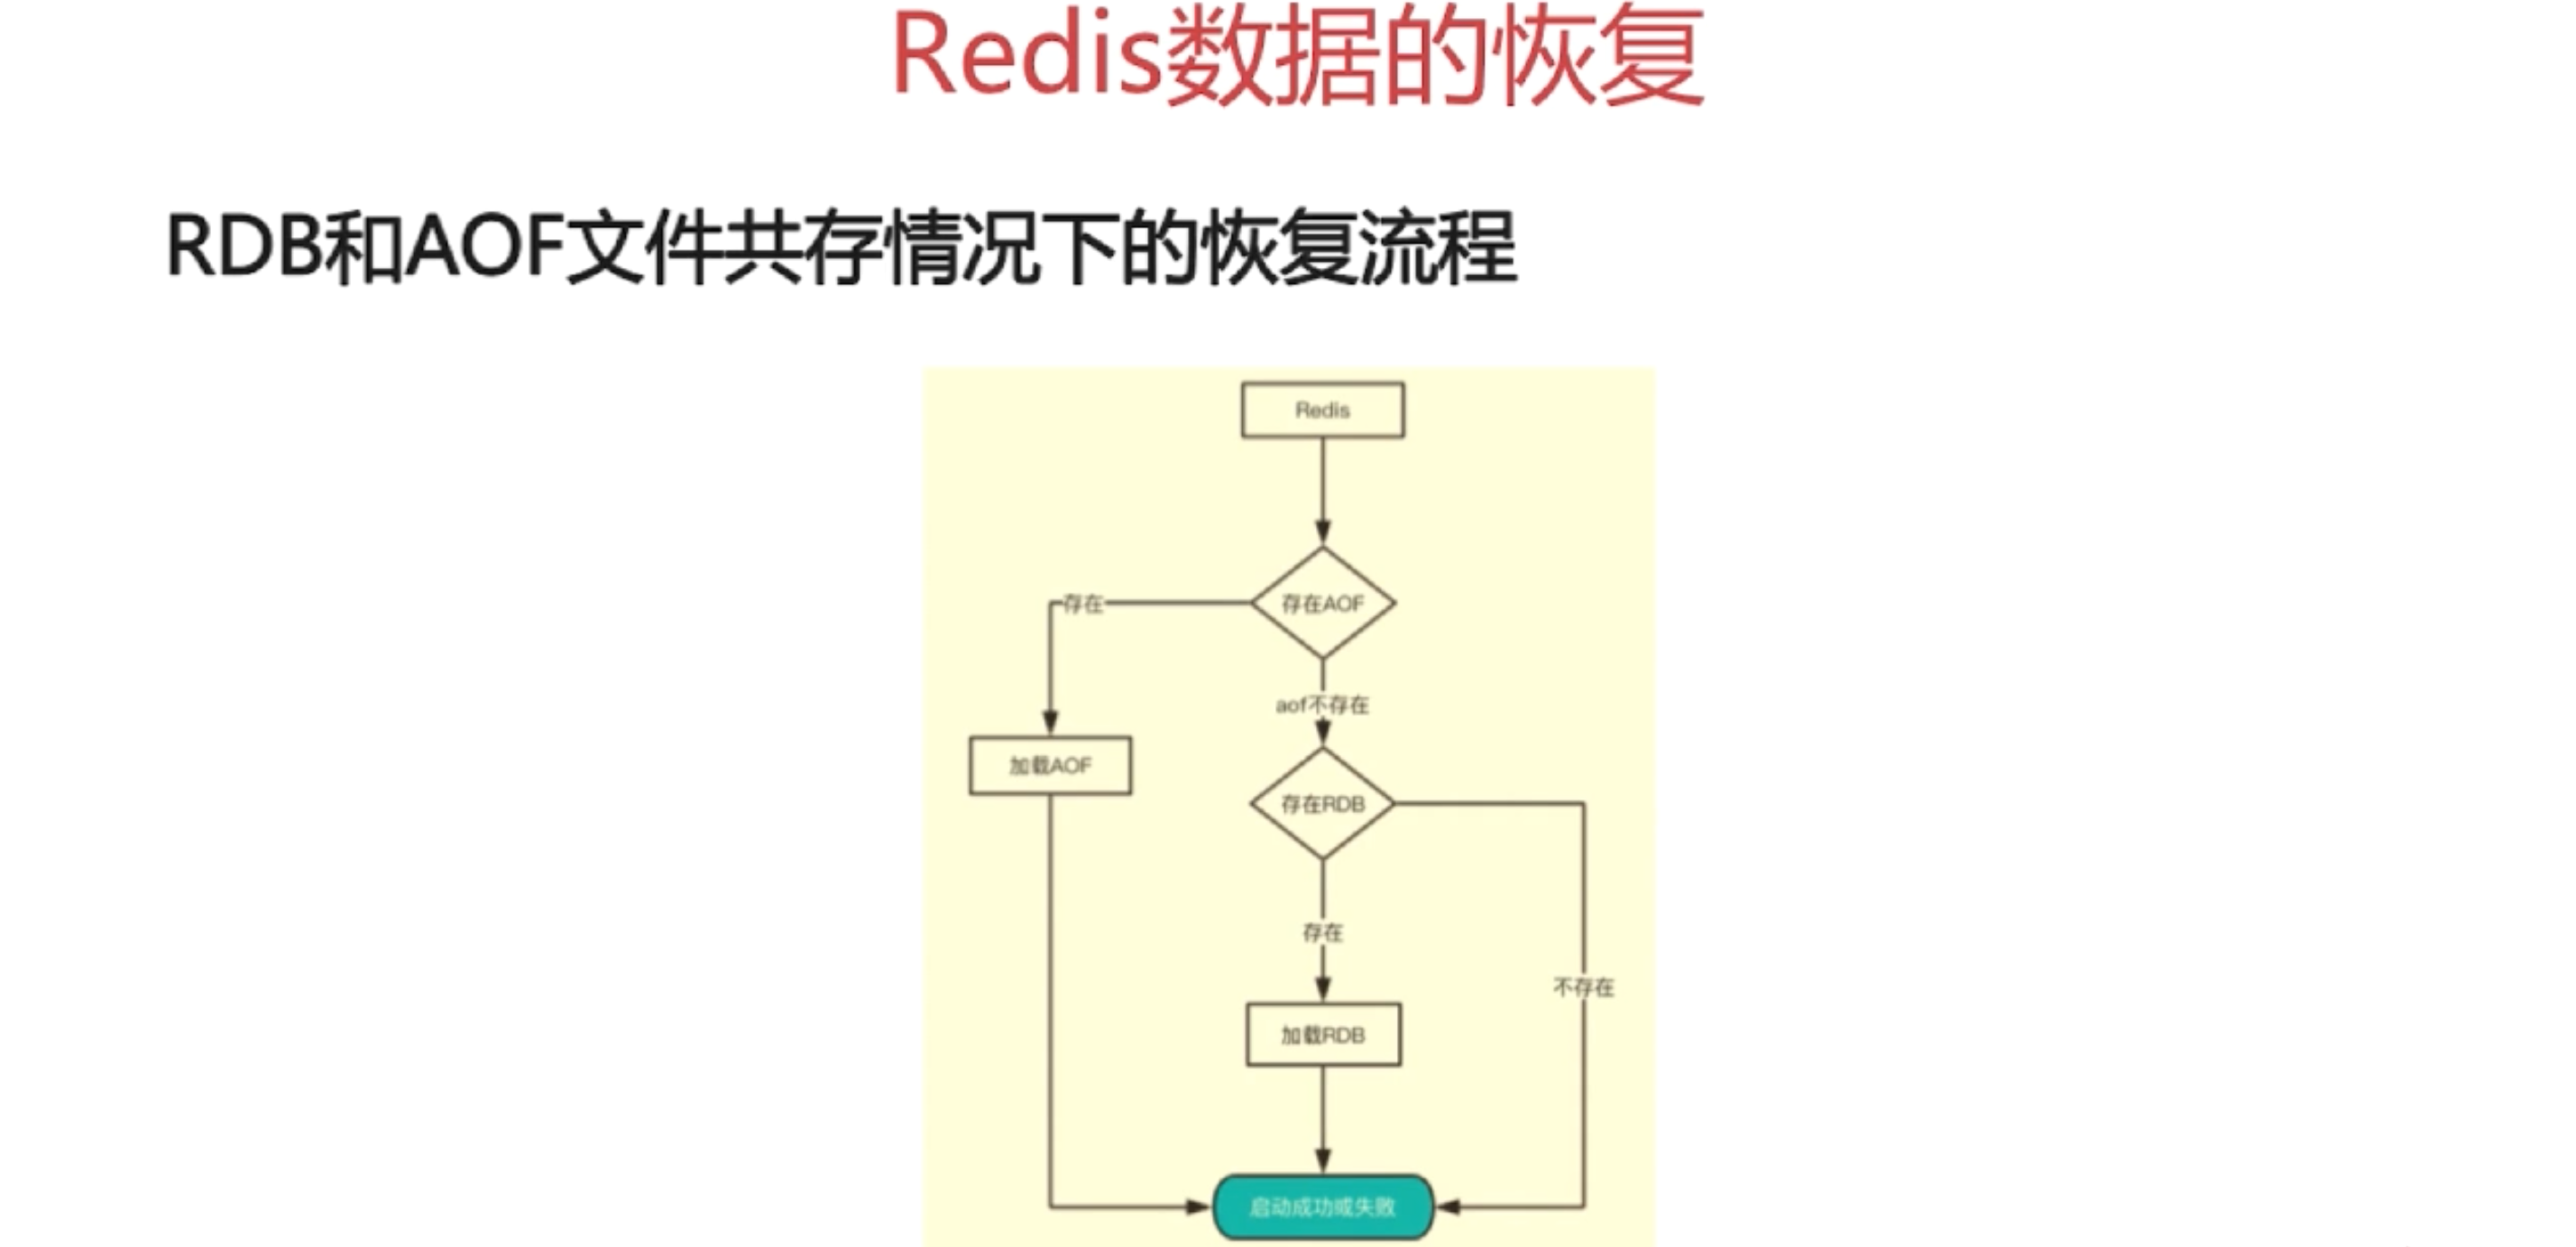 Redis数据的恢复
RDB和AOF文件共存情况下的恢复流程
Redis
存在AOF
存在
aof不存在
加载AOF
存在RDB
存在
不存在
加载RDB
启动成功或失败